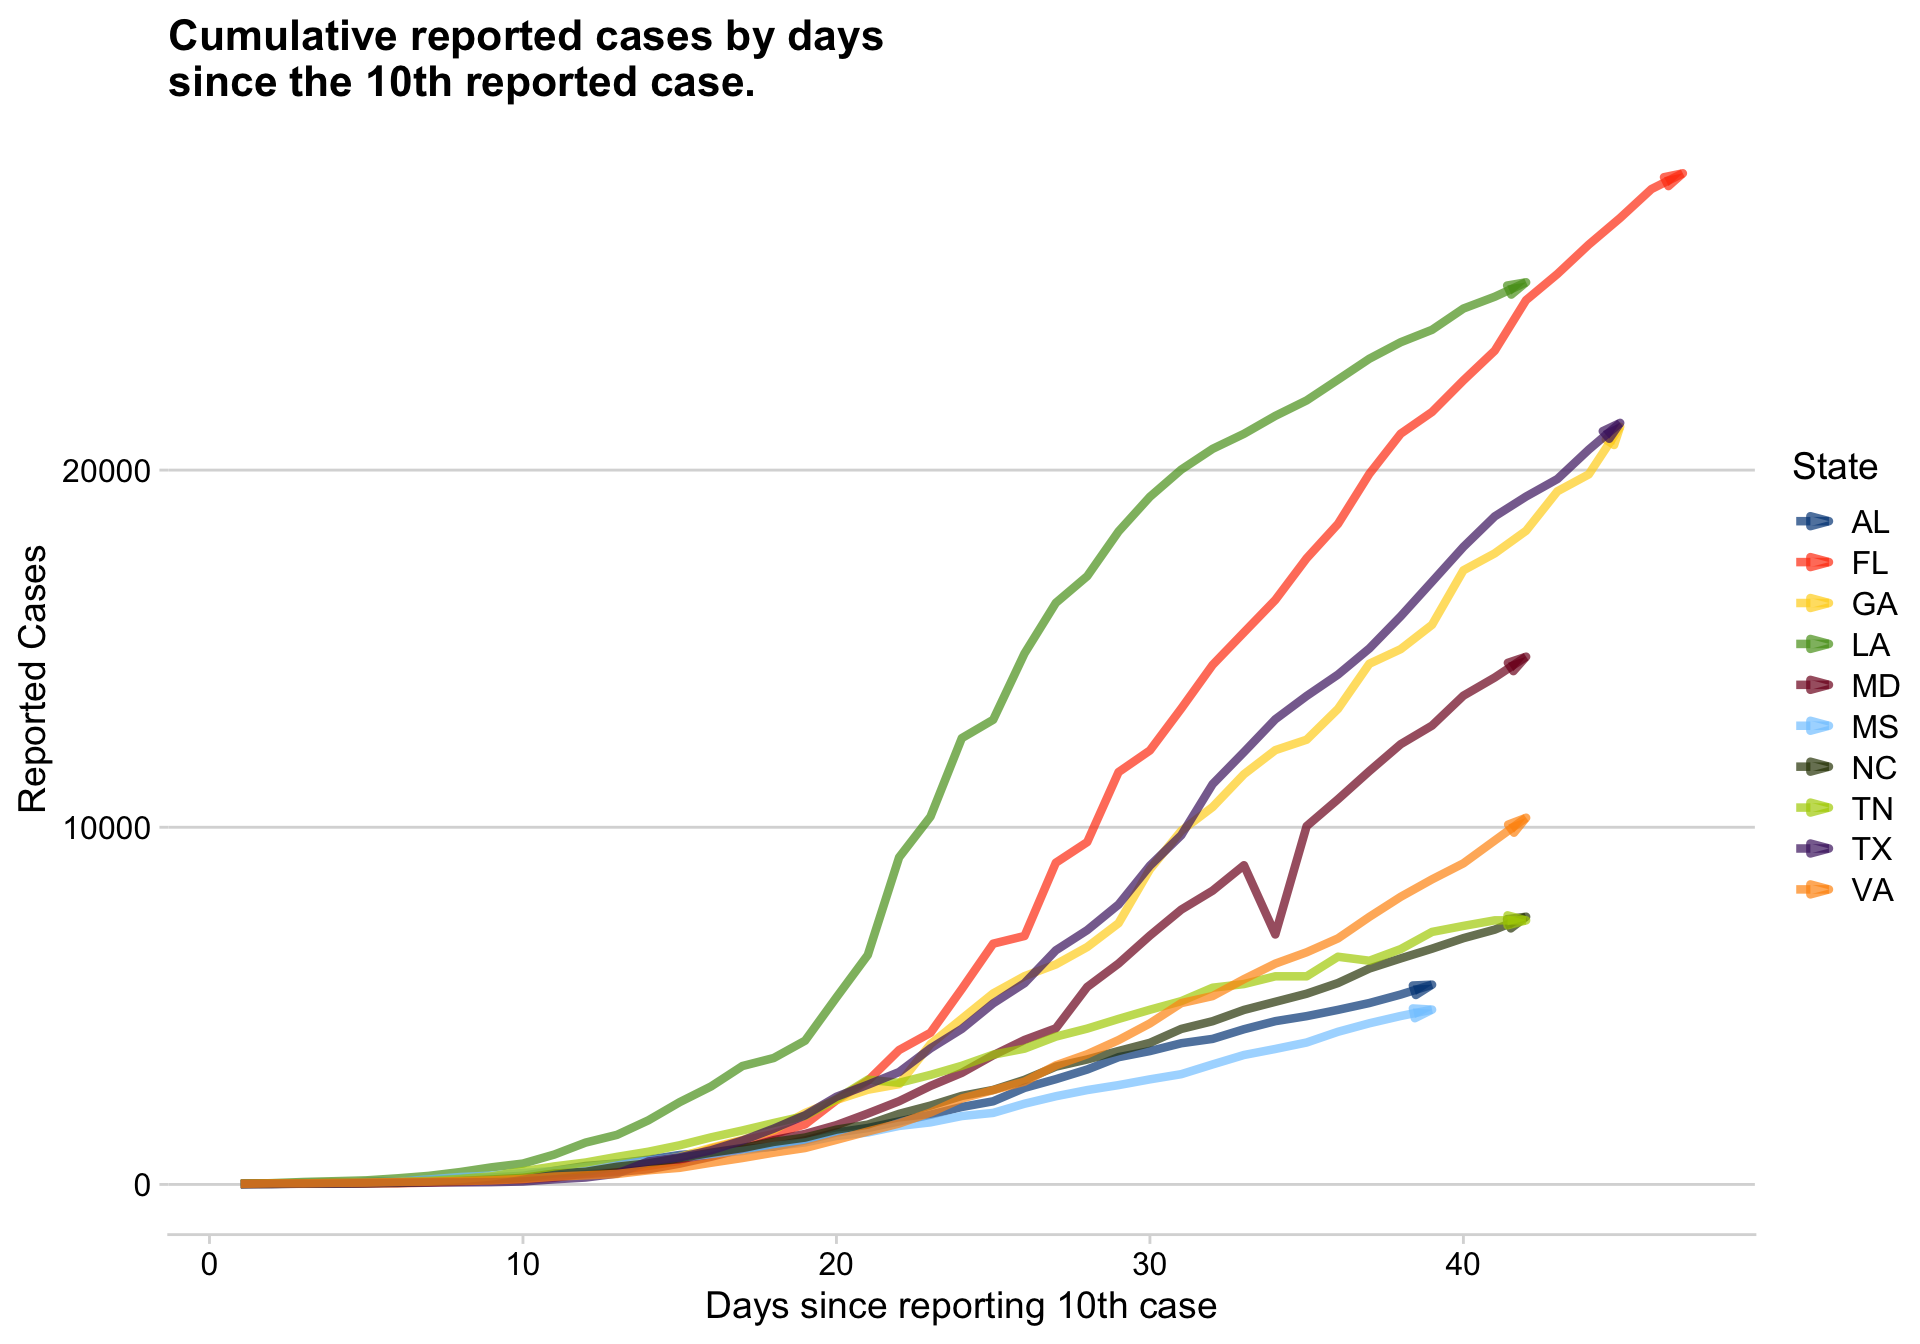 Cumulative reported cases by days
since the 10th reported case.
Reported Cases
20000
10000
0
0
10
20
30
40
Days since reporting 10th case
State
AL
FL
GA
LA
MD
MS
NC
TN
TX
VA